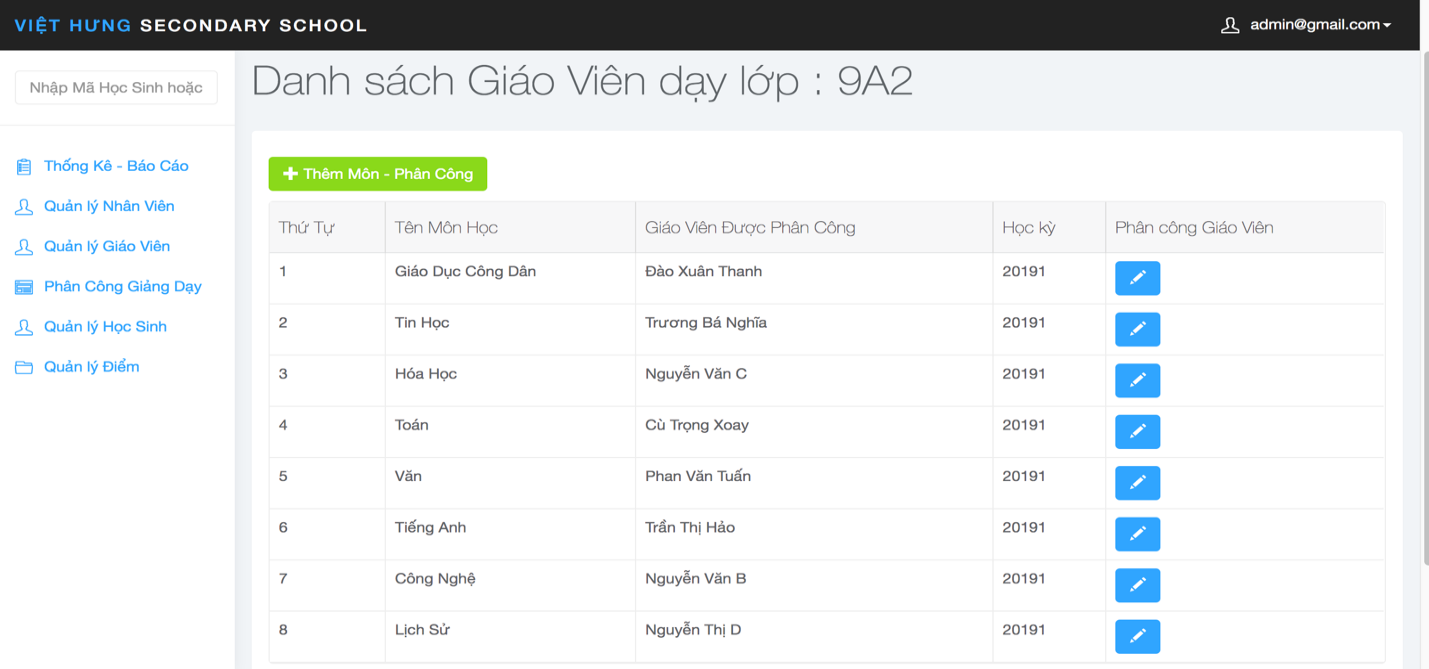 VIỆT HƯNG SECONDARY SCHOOL
admin@gmail.com
Nhập Mã Học Sinh hoặc
Thống Kê - Báo Cáo
Quản lý Nhân Viên
Quản lý Giáo Viên
Phân Công Giảng Dạy
Quản lý Học Sinh
Quản lý Điểm
Danh sách Giáo Viên dạy lớp : 9A2
Thêm Môn - Phân Công
Thứ Tự Tên Môn Học Giáo Viên Được Phân Công Học kỳ Phân công Giáo Viên
1 Giáo Dục Công Dân Đào Xuân Thanh 20191
2 Tin Học Trương Bá Nghĩa 20191
3 Hóa Học Nguyễn Văn C 20191
4 Toán Cù Trọng Xoay 20191
5 Văn Phan Văn Tuấn 20191
6 Tiếng Anh Trần Thị Hảo 20191
7 Công Nghệ Nguyễn Văn B 20191
8 Lịch Sử Nguyễn Thị D 20191